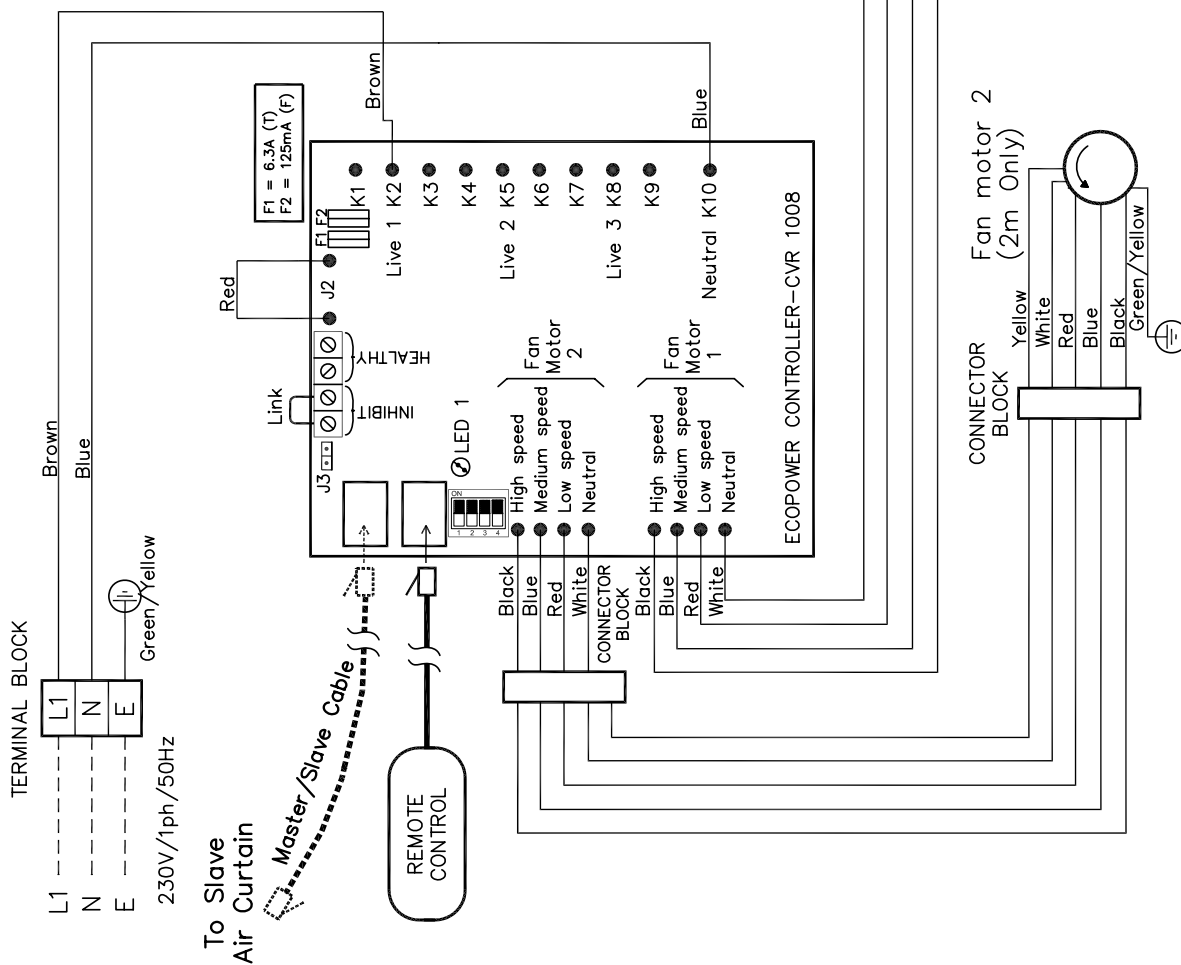 TERMINAL BLOCK
L1
N
E
L1
N
E
230V/1ph/50Hz
Brown
Blue
Green/Yellow
Brown
Blue
F1 = 6.3A (T)
F2 = 125mA (F)
Red
J2
F1
F2
K1
K2
K3
K4
K5
K6
K7
K8
K9
K10
Live 1
Live 2
Live 3
Neutral
Link
HEALTHY
INHIBIT
J3
LED 1
ON
1 2 3 4
Fan
Motor
2
High speed
Medium speed
Low speed
Neutral
Fan
Motor
1
High speed
Medium speed
Low speed
Neutral
ECOPOWER CONTROLLER-CVR 1008
To Slave
Air Curtain
Master/Slave Cable
REMOTE
CONTROL
Black
Blue
Red
White
CONNECTOR
BLOCK
Black
Blue
Red
White
Fan motor 2
(2m Only)
CONNECTOR
BLOCK
Yellow
White
Red
Blue
Black
Green/Yellow